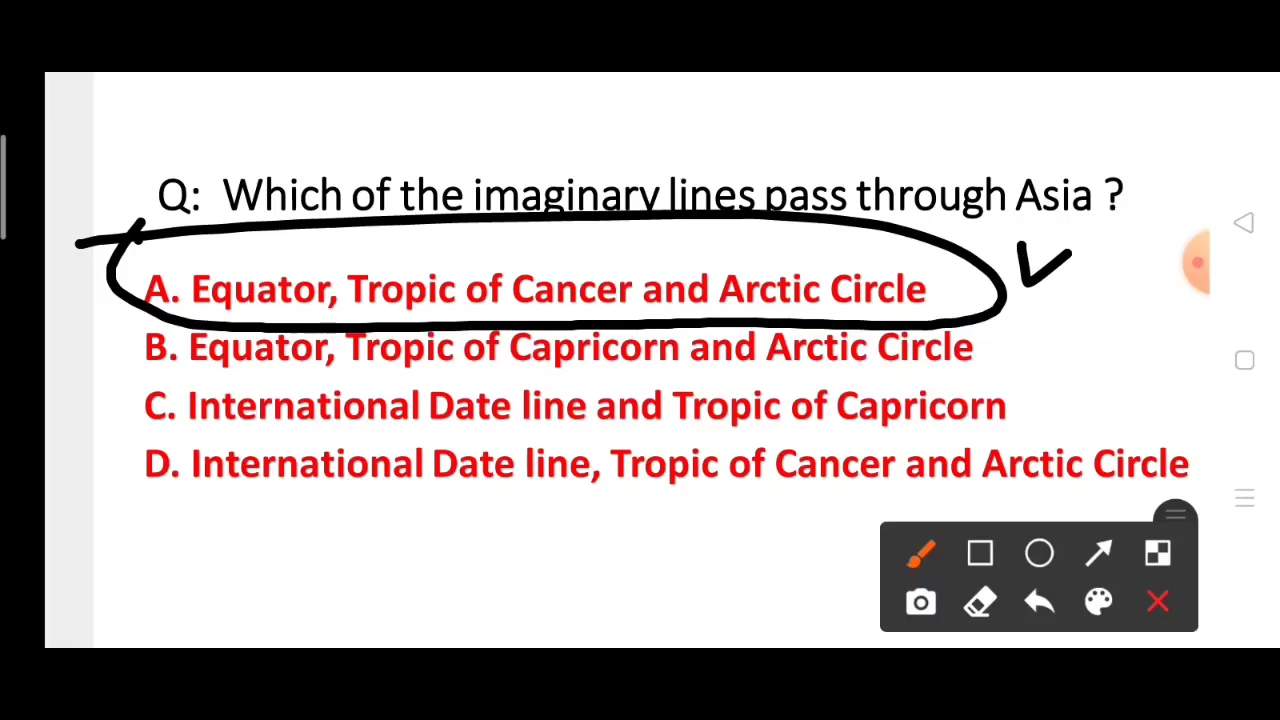 Q: Which of the imaginary lines pass through Asia ?
A. Equator, Tropic of Cancer and Arctic Circle
B. Equator, Tropic of Capricorn and Arctic Circle
C. International Date line and Tropic of Capricorn
D. International Date line, Tropic of Cancer and Arctic Circle